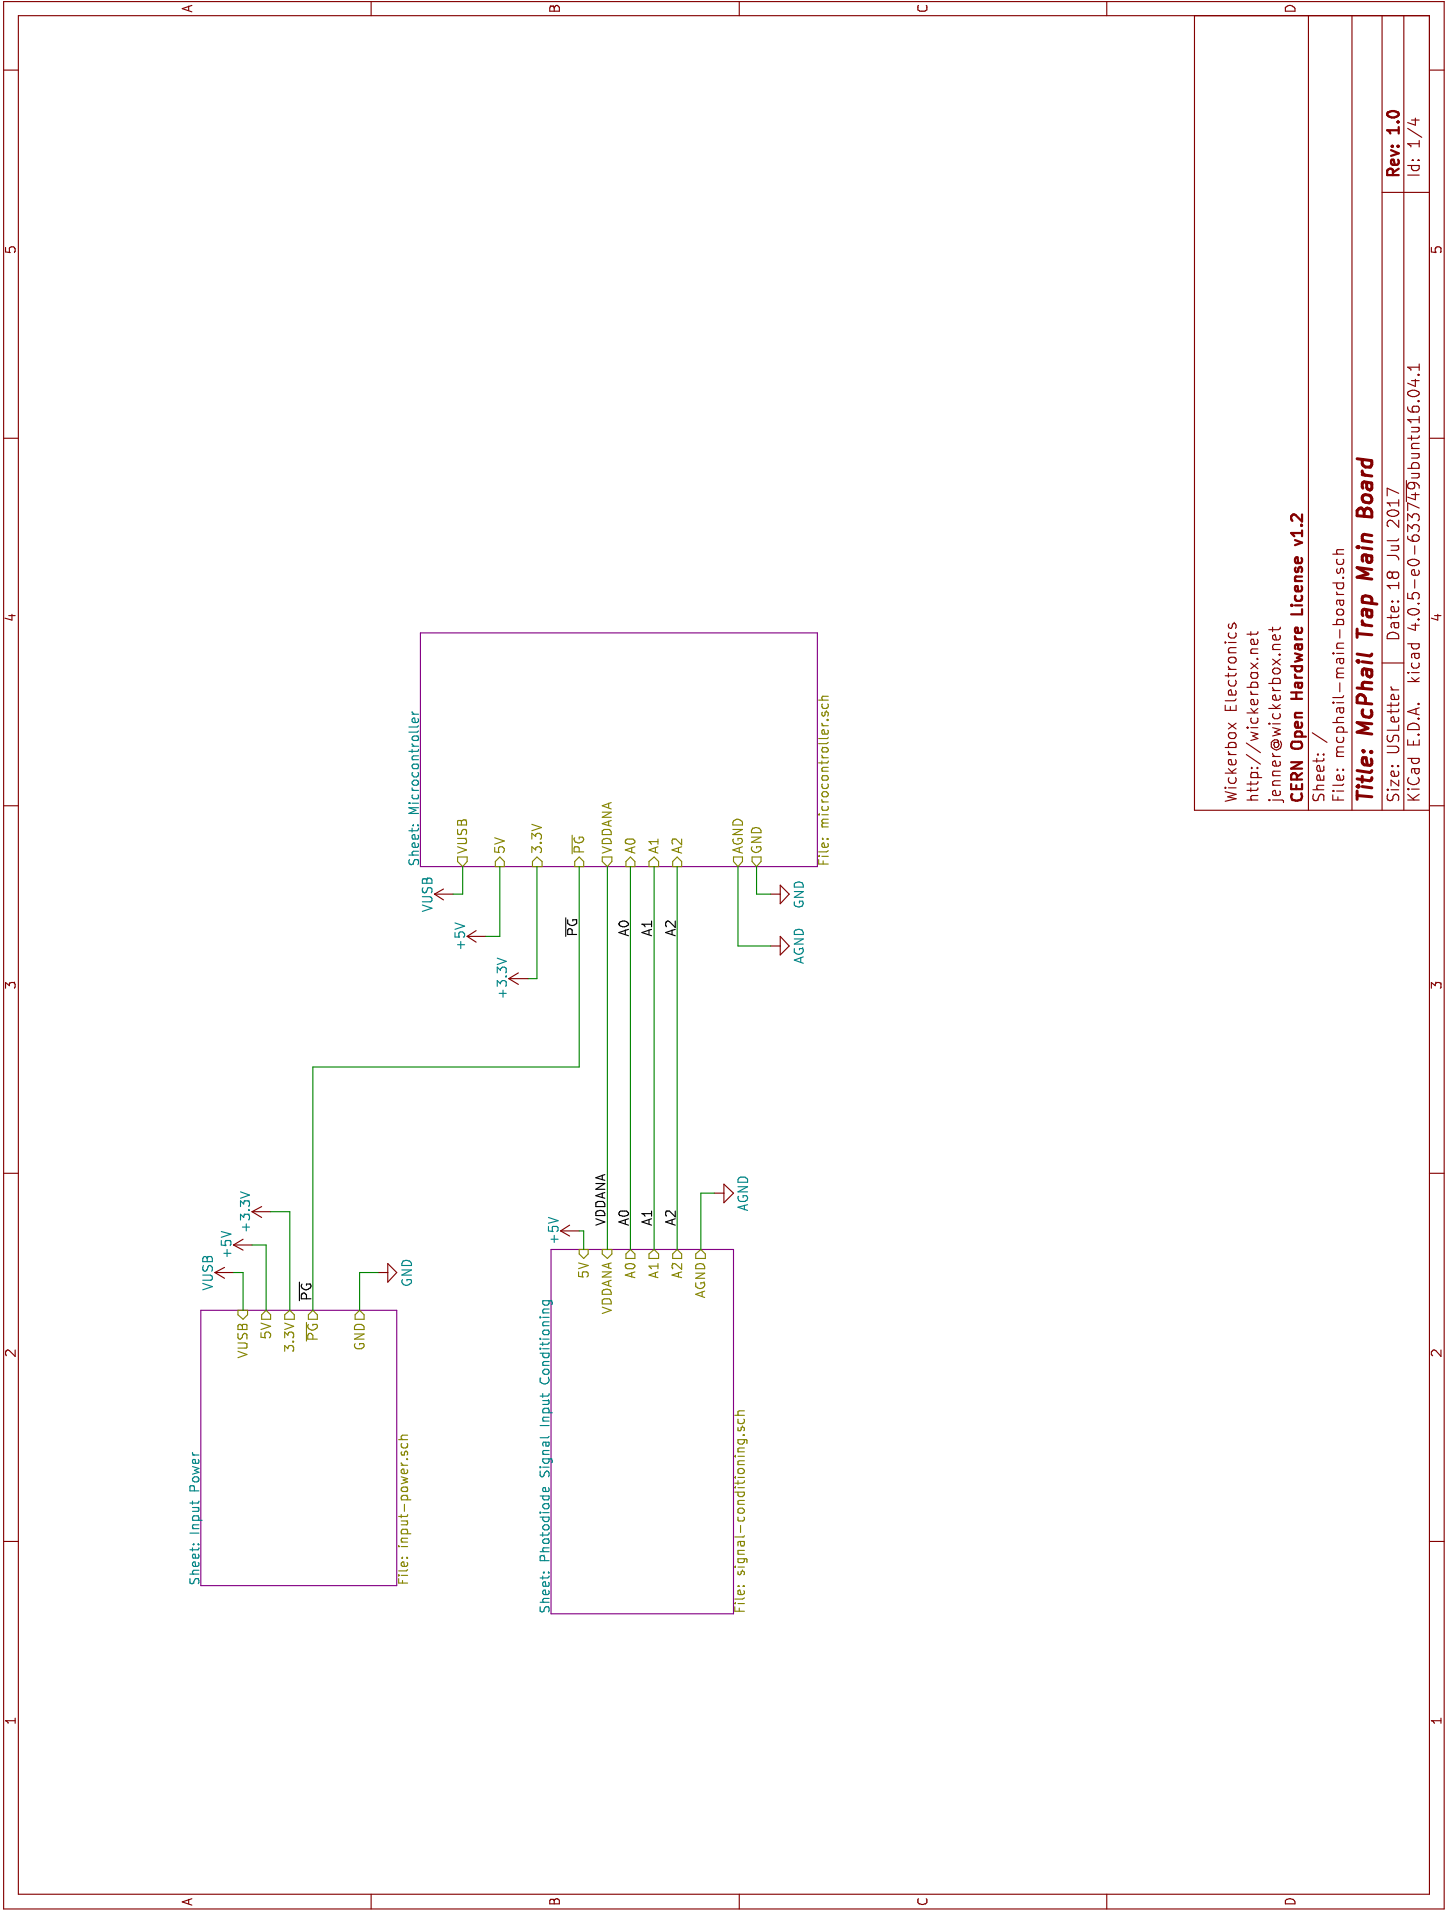 1
2
3
4
5
A
B
C
D
Sheet: Input Power
VUSB
5V
3.3V
PG
GND
File: input-power.sch
VUSB
+5V
+3.3V
PG
GND
Sheet: Photodiode Signal Input Conditioning
5V
VDDANA
A0
A1
A2
AGND
File: signal-conditioning.sch
+5V
VDDANA
A0
A1
A2
AGND
Sheet: Microcontroller
VUSB
5V
3.3V
PG
VDDANA
A0
A1
A2
AGND
GND
File: microcontroller.sch
VUSB
+5V
+3.3V
PG
A0
A1
A2
AGND
GND
Wickerbox Electronics
http://wickerbox.net
jenner@wickerbox.net
CERN Open Hardware License v1.2
Sheet: /
File: mcphail-main-board.sch
Title: McPhail Trap Main Board
Size: USLetter Date: 18 Jul 2017 Rev: 1.0
KiCad E.D.A. kicad 4.0.5-e0-633749ubuntu16.04.1 Id: 1/4
1
2
3
4
5
A
B
C
D